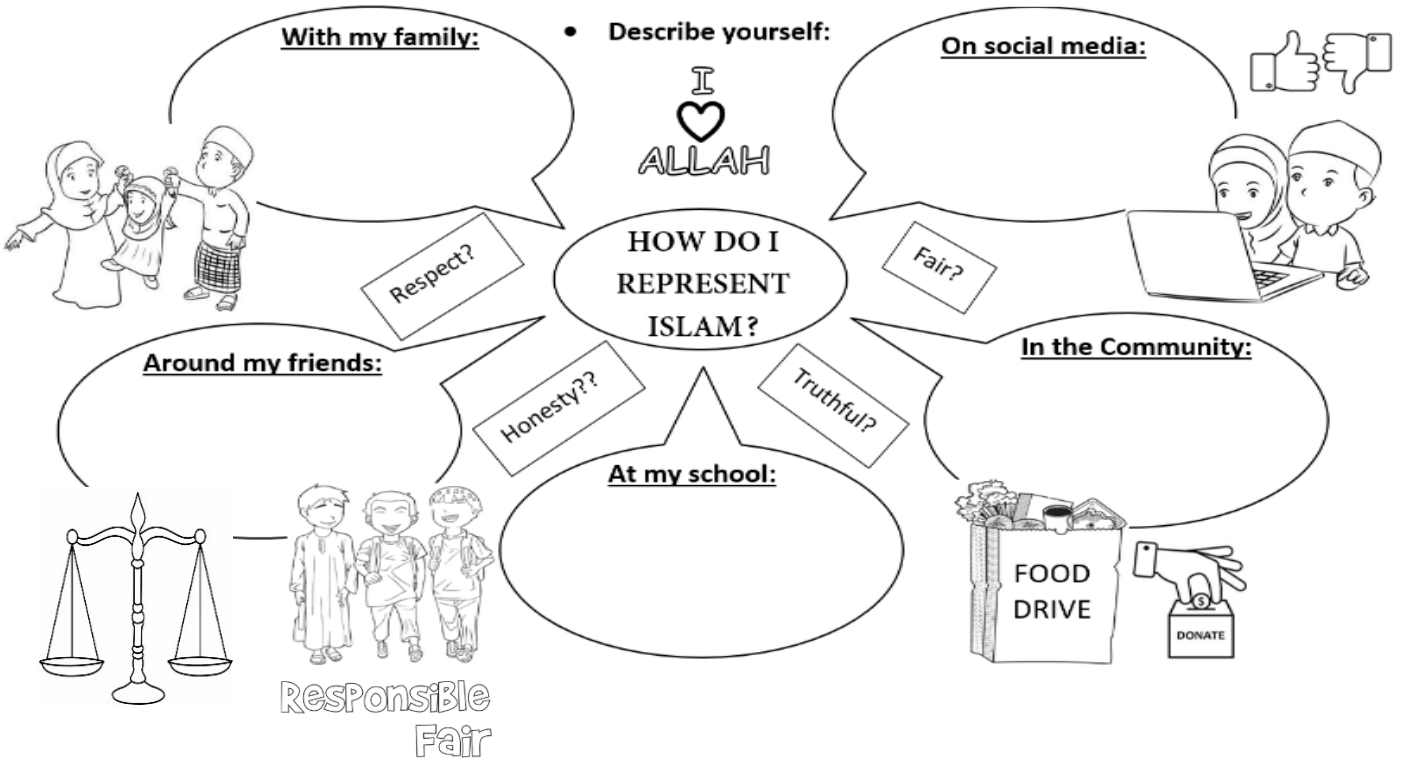 With my family:
• Describe yourself:
On social media:
I
ALLAH
Respect?
HOW DO I
REPRESENT
ISLAM?
Fair?
Around my friends:
Honesty??
Truthful?
In the Community:
At my school:
FOOD
DRIVE
$
DONATE
Responsible
Fair